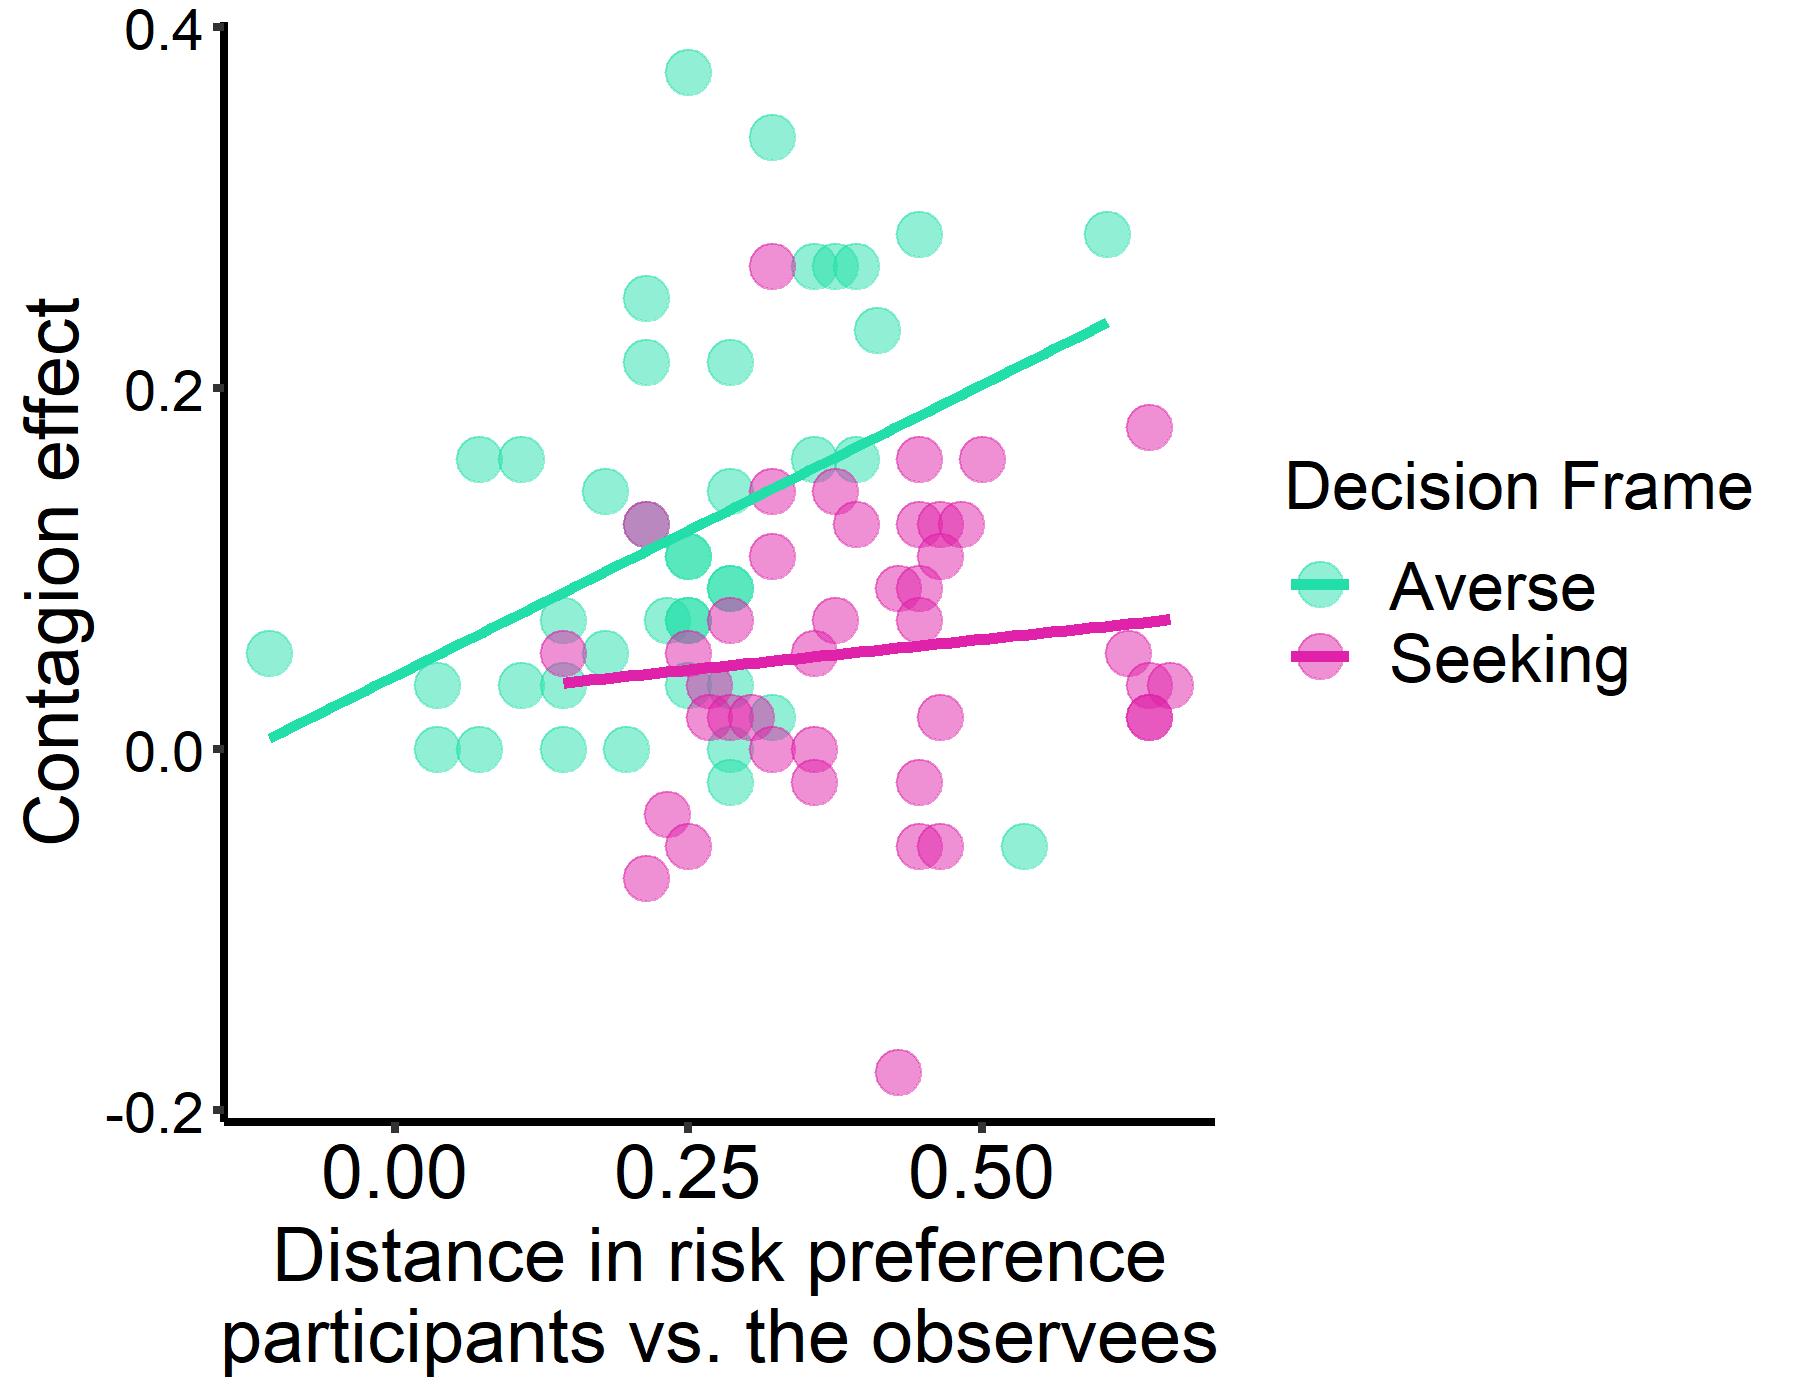 Contagion effect
0.4
0.2
0.0
-0.2
0.00 0.25 0.50
Distance in risk preference
participants vs. the observees
Decision Frame
Averse
Seeking